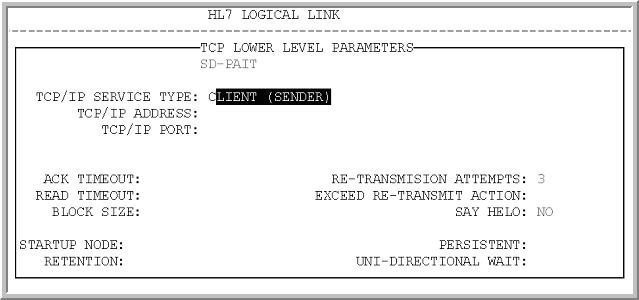 HL7 LOGICAL LINK
TCP LOWER LEVEL PARAMETERS
SD-PAIT
TCP/IP SERVICE TYPE: CLIENT (SENDER)
TCP/IP ADDRESS:
TCP/IP PORT:
ACK TIMEOUT: RE-TRANSMISION ATTEMPTS: 3
READ TIMEOUT: EXCEED RE-TRANSMIT ACTION:
BLOCK SIZE: SAY HELO: NO
STARTUP NODE: PERSISTENT:
RETENTION: UNI-DIRECTIONAL WAIT: